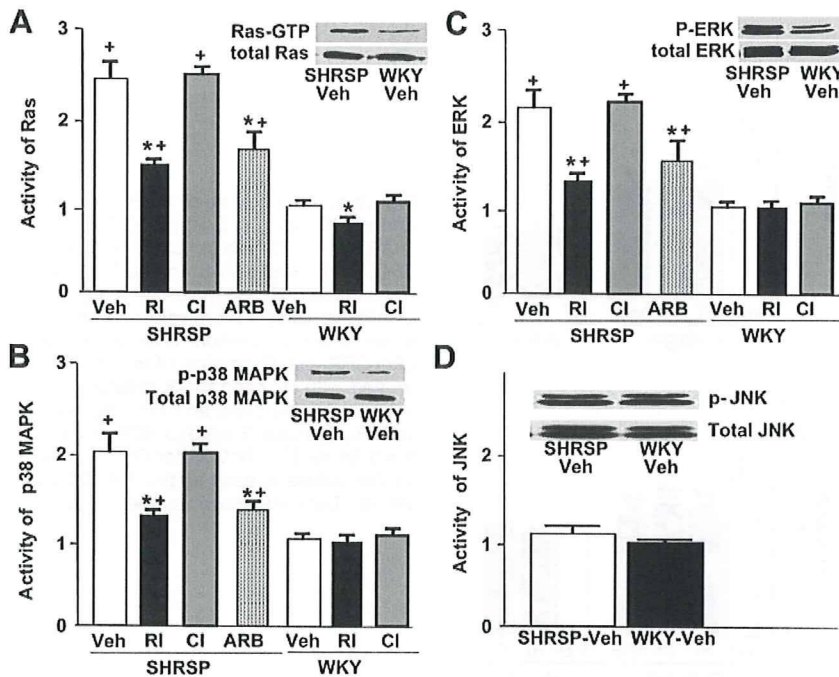 A
Ras-GTP
total Ras
SHRSP WKY
Veh Veh
Activity of Ras
3
2
1
0
+
*+
+
*+
*
Veh RI CI ARB Veh RI CI
SHRSP WKY
B
p-p38 MAPK
Total p38 MAPK
SHRSP WKY
Veh Veh
Activity of p38 MAPK
3
2
1
0
+
*+
+
*+
Veh RI CI ARB Veh RI CI
SHRSP WKY
C
P-ERK
total ERK
SHRSP WKY
Veh Veh
Activity of ERK
3
2
1
0
+
*+
+
*+
Veh RI CI ARB Veh RI CI
SHRSP WKY
D
p-JNK
Total JNK
SHRSP WKY
Veh Veh
Activity of JNK
2
1
0
SHRSP-Veh WKY-Veh